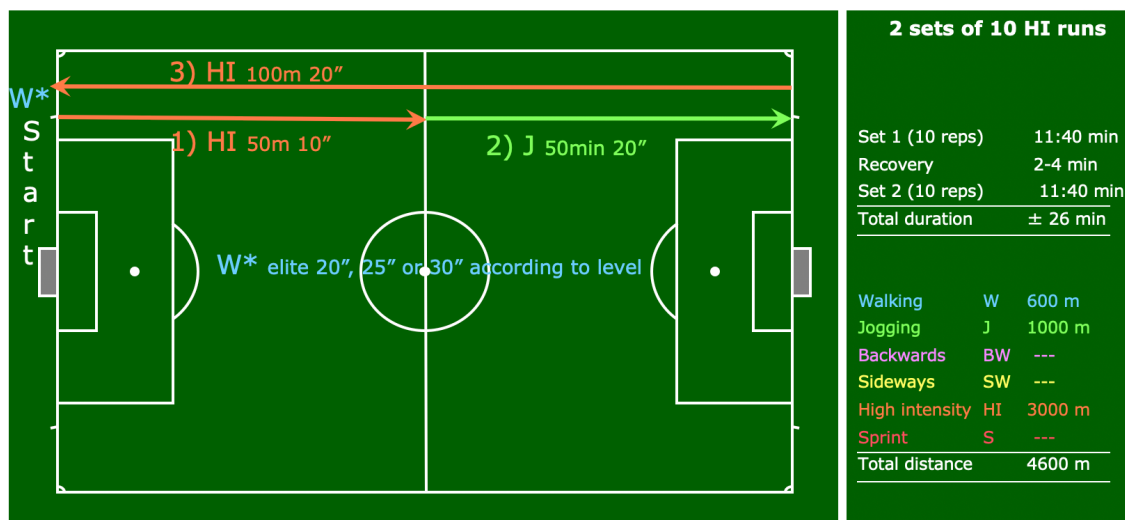 2 sets of 10 HI runs
3) HI 100m 20”
W*
Start
1) HI 50m 10”
2) J 50min 20”
W* elite 20”, 25” or 30” according to level
Set 1 (10 reps) 11:40 min
Recovery 2-4 min
Set 2 (10 reps) 11:40 min
Total duration ± 26 min
Walking W 600 m
Jogging J 1000 m
Backwards BW ---
Sideways SW ---
High intensity HI 3000 m
Sprint S ---
Total distance 4600 m